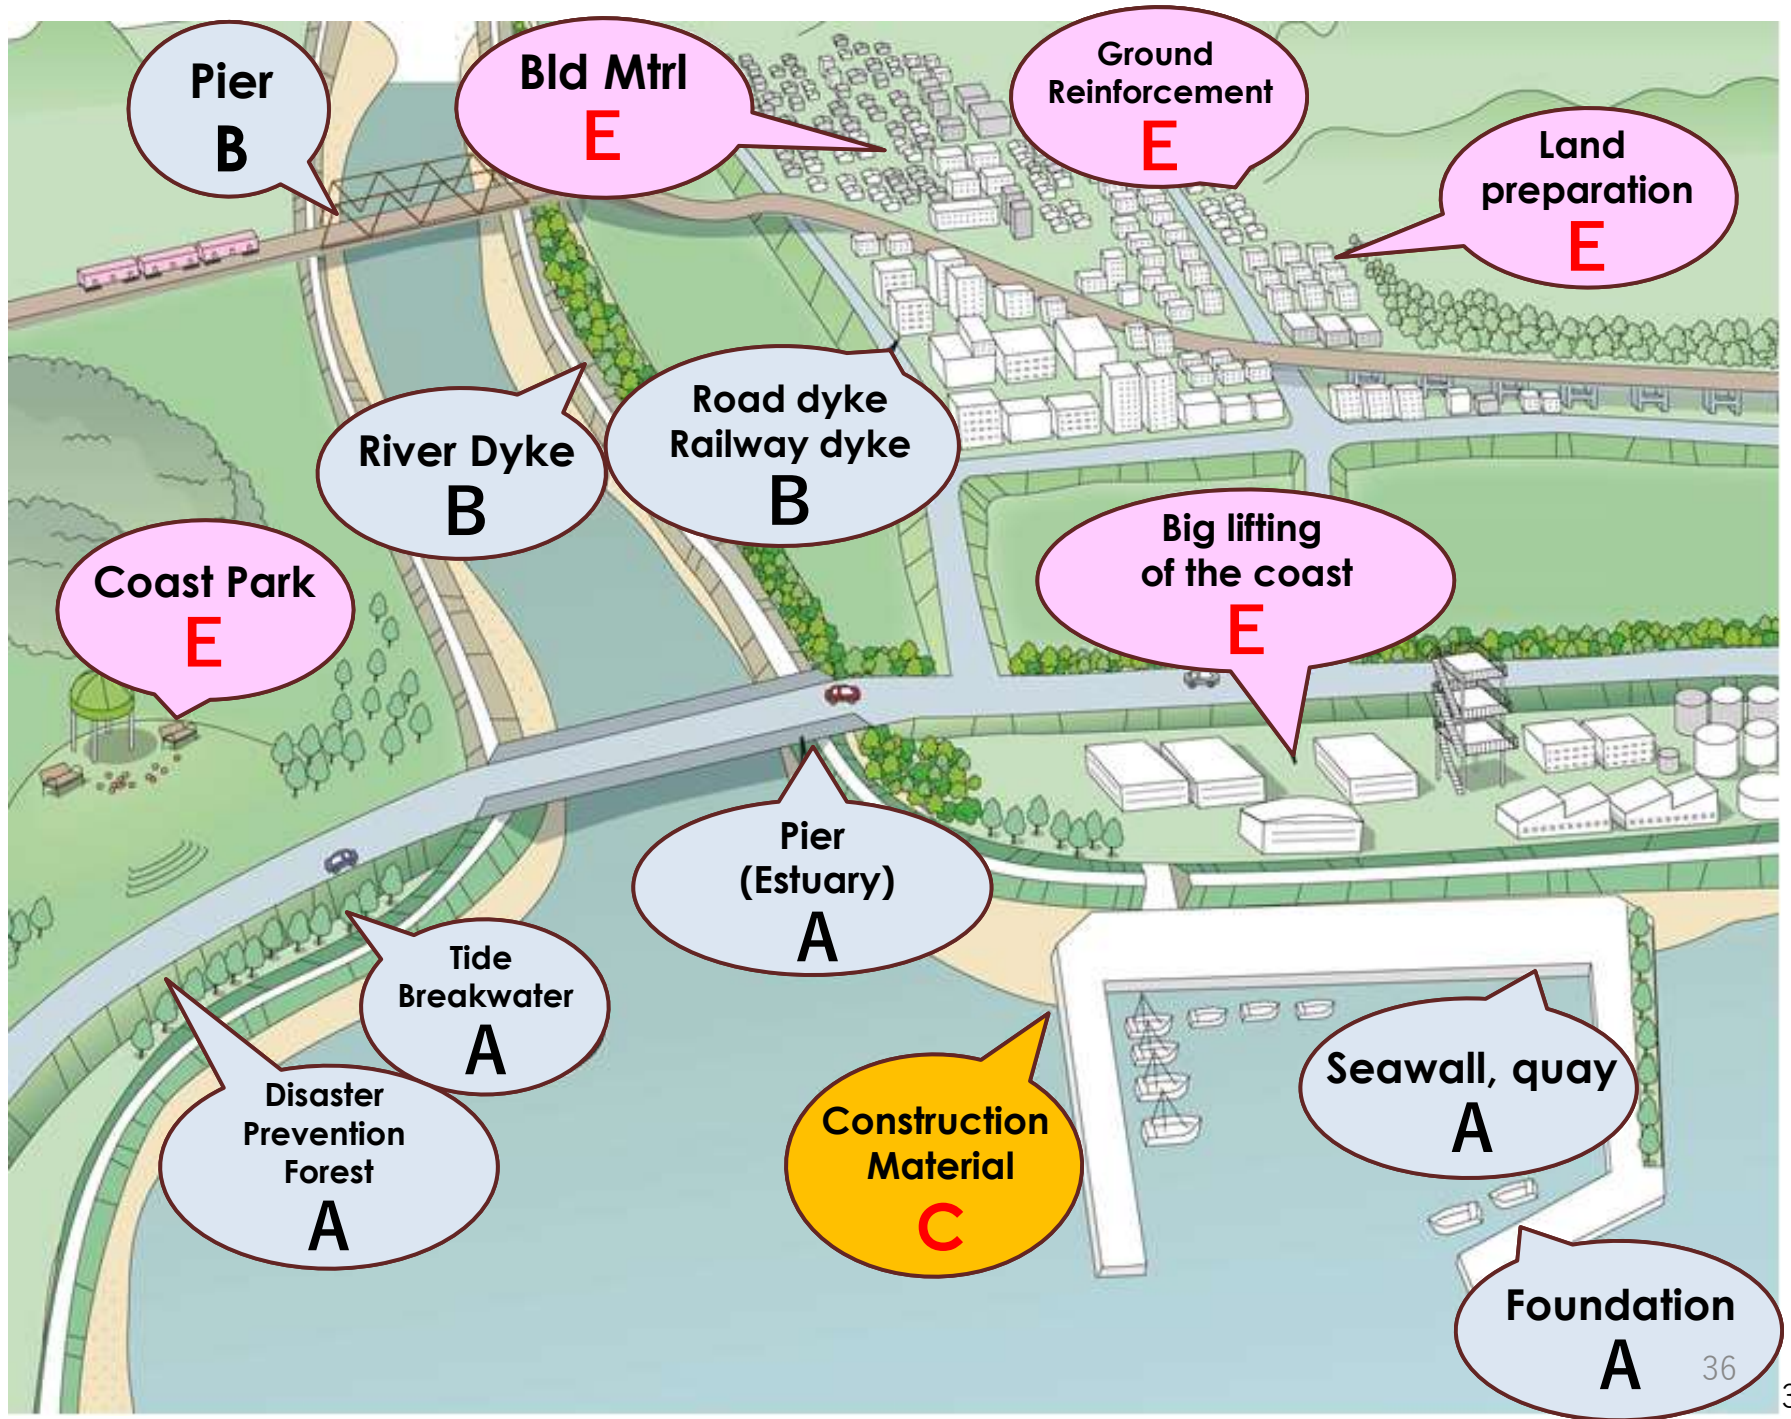 Pier
B
Bld Mtrl
E
Ground
Reinforcement
E
Land
preparation
E
River Dyke
B
Road dyke
Railway dyke
B
Coast Park
E
Big lifting
of the coast
E
Pier
(Estuary)
A
Tide
Breakwater
A
Disaster
Prevention
Forest
A
Construction
Material
C
Seawall, quay
A
Foundation
A
36